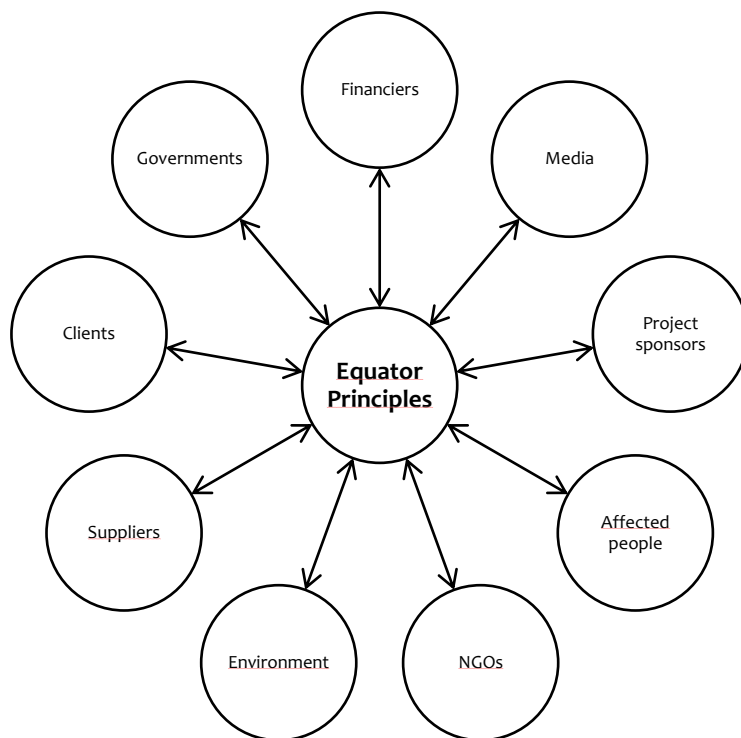 Financiers
Governments
Media
Clients
Project
sponsors
Equator
Principles
Suppliers
Affected
people
Environment
NGOs